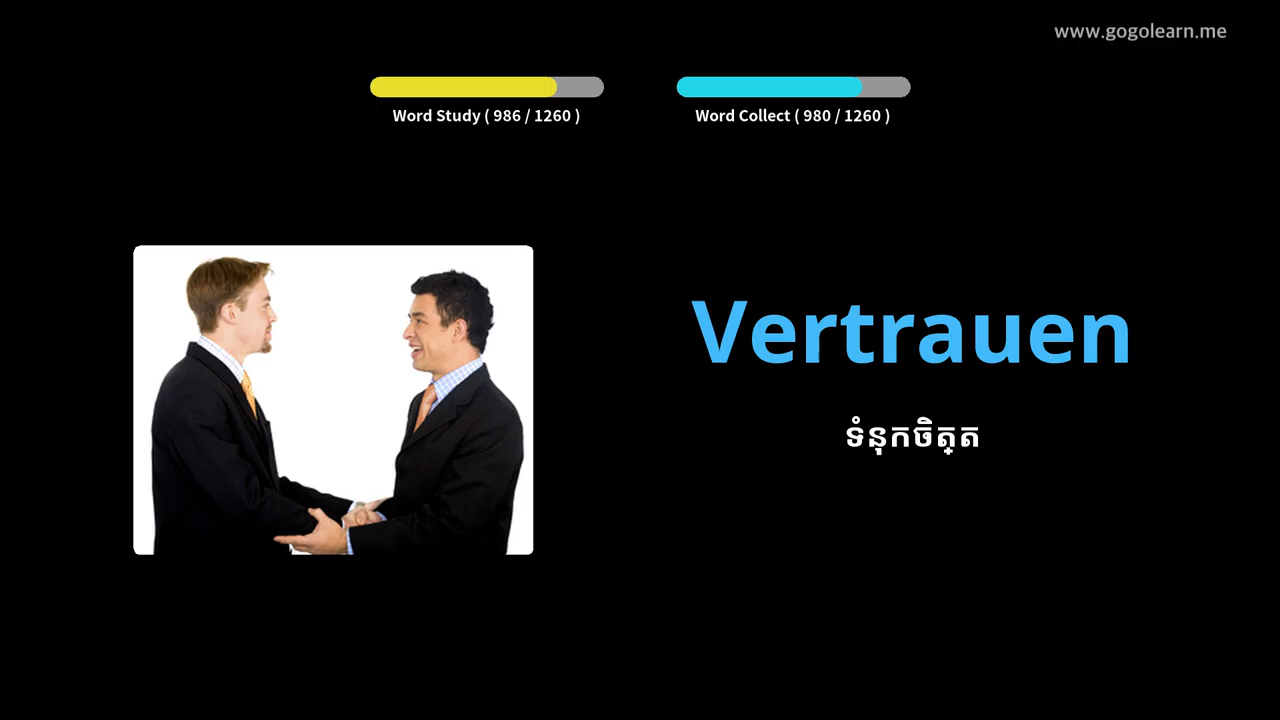 www.gogolearn.me
Word Study ( 986 / 1260 )
Word Collect ( 980 / 1260 )
Vertrauen
ទំនុកចិត្ត